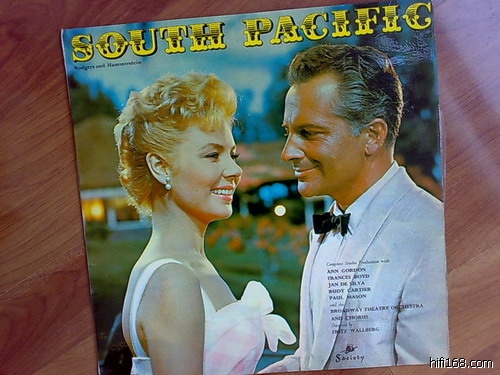 SOUTH PACIFIC
Rodgers and Hammerstein
Complete Studio Production with
ANN GORDON
FRANCES BOYD
JAN DE SILVA
RUDY CARTIER
PAUL MASON
and the
BROADWAY THEATRE ORCHESTRA
AND CHORUS
Directed by
FRITZ WALLBERG
Society
hifi168.com